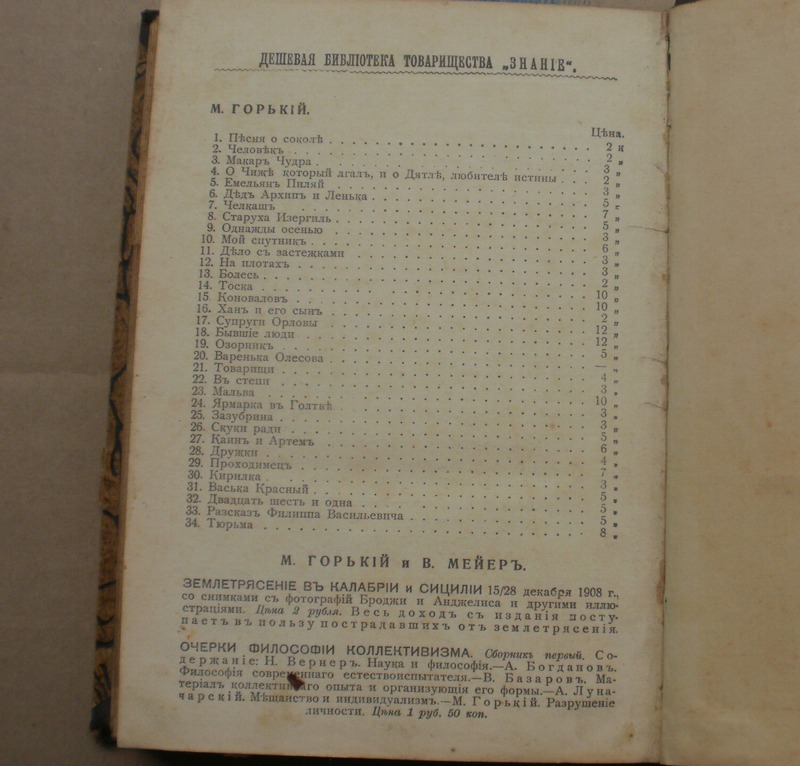 ДЕШЕВАЯ БИБЛІОТЕКА ТОВАРИЩЕСТВА „ЗНАНІЕ“.
М. ГОРЬКІЙ.
Цѣна.
1. Пѣсня о соколѣ . . . 2 к
2. Человѣкъ . . . 2 „
3. Макаръ Чудра . . . 3 „
4. О Чижѣ который лгалъ, и о Дятлѣ, любителѣ истины . . . 2 „
5. Емельянъ Пиляй . . . 3 „
6. Дѣдъ Архипъ и Ленька . . . 5 „
7. Челкашъ . . . 7 „
8. Старуха Изергиль . . . 5 „
9. Однажды осенью . . . 3 „
10. Мой спутникъ . . . 6 „
11. Дѣло съ застежками . . . 3 „
12. На плотахъ . . . 3 „
13. Болесь . . . 2 „
14. Тоска . . . 10 „
15. Коноваловъ . . . 10 „
16. Ханъ и его сынъ . . . 2 „
17. Супруги Орловы . . . 12 „
18. Бывшіе люди . . . 12 „
19. Озорникъ . . . 5 „
20. Варенька Олесова . . . — „
21. Товарищи . . . 4 „
22. Въ степи . . . 3 „
23. Мальва . . . 10 „
24. Ярмарка въ Голтвѣ . . . 3 „
25. Зазубрина . . . 3 „
26. Скуки ради . . . 5 „
27. Каинъ и Артемъ . . . 6 „
28. Дружки . . . 4 „
29. Проходимецъ . . . 7 „
30. Кирилка . . . 3 „
31. Васька Красный . . . 5 „
32. Двадцать шесть и одна . . . 5 „
33. Разсказъ Филиппа Васильевича . . . 5 „
34. Тюрьма . . . 8 „
М. ГОРЬКІЙ и В. МЕЙЕРЪ.
ЗЕМЛЕТРЯСЕНІЕ ВЪ КАЛАБРІИ и СИЦИЛІИ 15/28 декабря 1908 г.,
со снимками съ фотографій Броджи и Анджелиса и другими иллю-
страціями. Цѣна 2 рубля. Весь доходъ съ изданія посту-
паетъ въ пользу пострадавшихъ отъ землетрясенія.
ОЧЕРКИ ФИЛОСОФІИ КОЛЛЕКТИВИЗМА. Сборникъ первый. Со-
держаніе: Н. Вернеръ. Наука и философія.—А. Богдановъ.
Философія современнаго естествоиспытателя.—В. Базаровъ. Ма-
теріалъ коллективнаго опыта и организующія его формы.—А. Луна-
чарскій. Мѣщанство и индивидуализмъ.—М. Горькій. Разрушеніе
личности. Цѣна 1 руб. 50 коп.